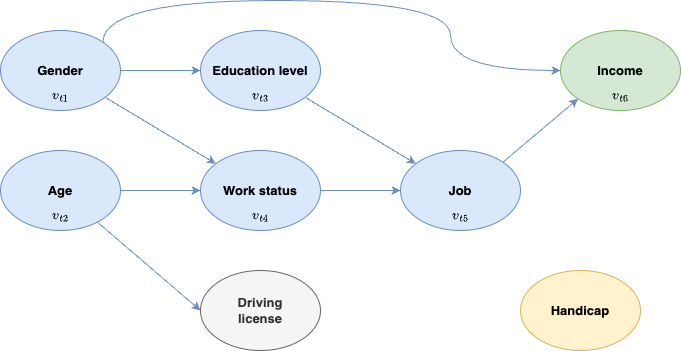 Gender
v_{t1}
Education level
v_{t3}
Income
v_{t6}
Age
v_{t2}
Work status
v_{t4}
Job
v_{t5}
Driving
license
Handicap